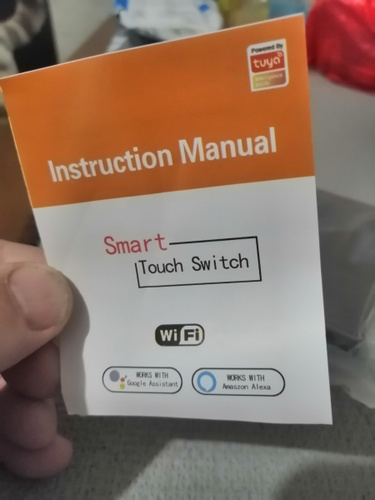 Powered By
tuya
Instruction Manual
Smart
Touch Switch
WiFi
WORKS WITH
Google Assistant
WORKS WITH
Amazon Alexa